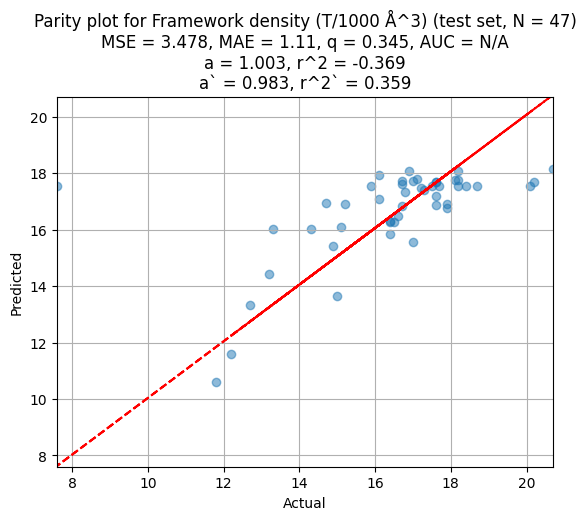 Parity plot for Framework density (T/1000 Å^3) (test set, N = 47)
MSE = 3.478, MAE = 1.11, q = 0.345, AUC = N/A
a = 1.003, r^2 = -0.369
a` = 0.983, r^2` = 0.359
20
18
16
14
12
10
8
Predicted
8
10
12
14
16
18
20
Actual